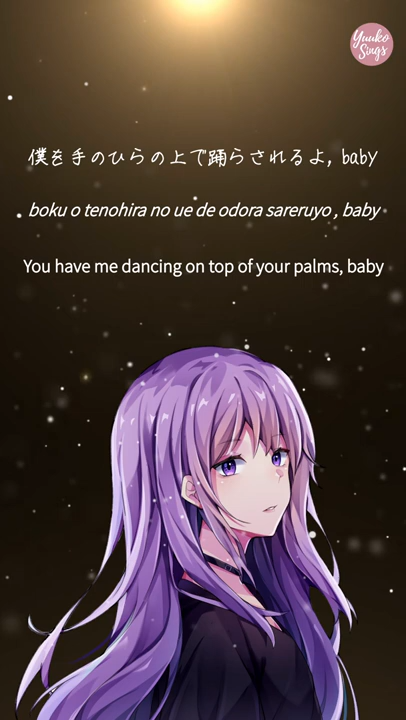 Yuuko
Sings
僕を手のひらの上で踊らされるよ, baby
boku o tenohira no ue de odora sareruyo, baby
You have me dancing on top of your palms, baby